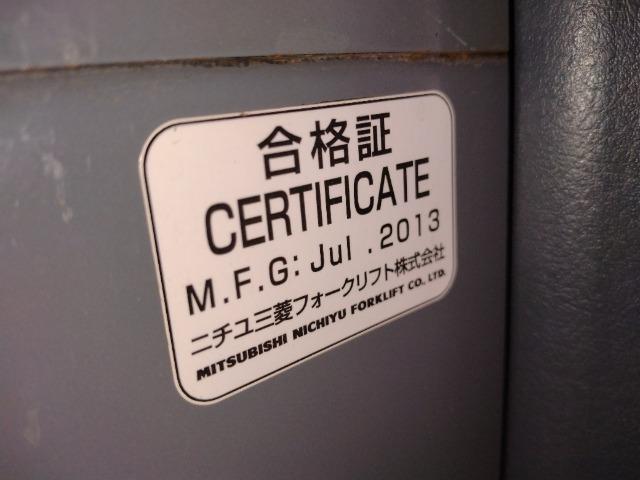 合格証
CERTIFICATE
M.F.G: Jul . 2013
ニチユ三菱フォークリフト株式会社
MITSUBISHI NICHIYU FORKLIFT CO., LTD.